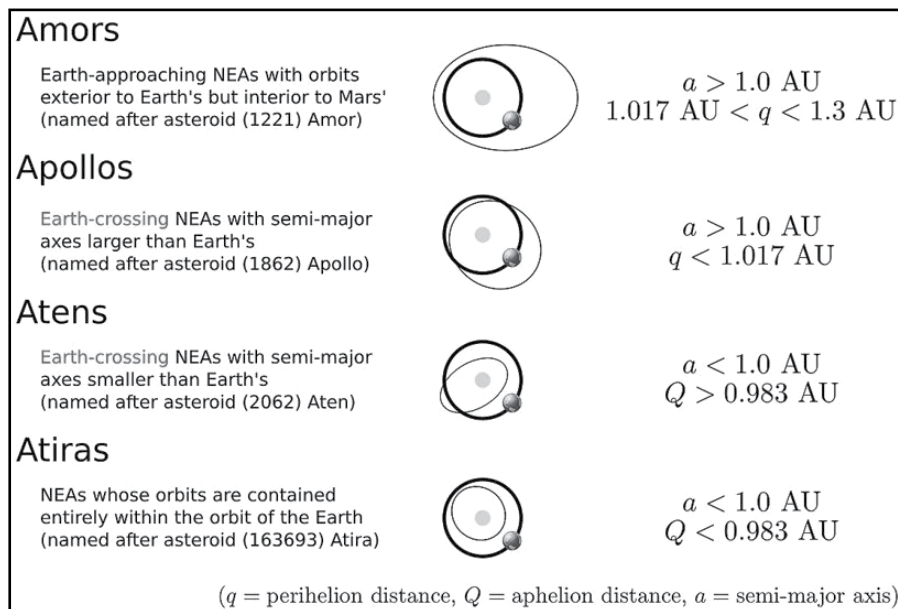 Amors
Earth-approaching NEAs with orbits
exterior to Earth's but interior to Mars'
(named after asteroid (1221) Amor)
a > 1.0 AU
1.017 AU < q < 1.3 AU
Apollos
Earth-crossing NEAs with semi-major
axes larger than Earth's
(named after asteroid (1862) Apollo)
a > 1.0 AU
q < 1.017 AU
Atens
Earth-crossing NEAs with semi-major
axes smaller than Earth's
(named after asteroid (2062) Aten)
a < 1.0 AU
Q > 0.983 AU
Atiras
NEAs whose orbits are contained
entirely within the orbit of the Earth
(named after asteroid (163693) Atira)
a < 1.0 AU
Q < 0.983 AU
(q = perihelion distance, Q = aphelion distance, a = semi-major axis)